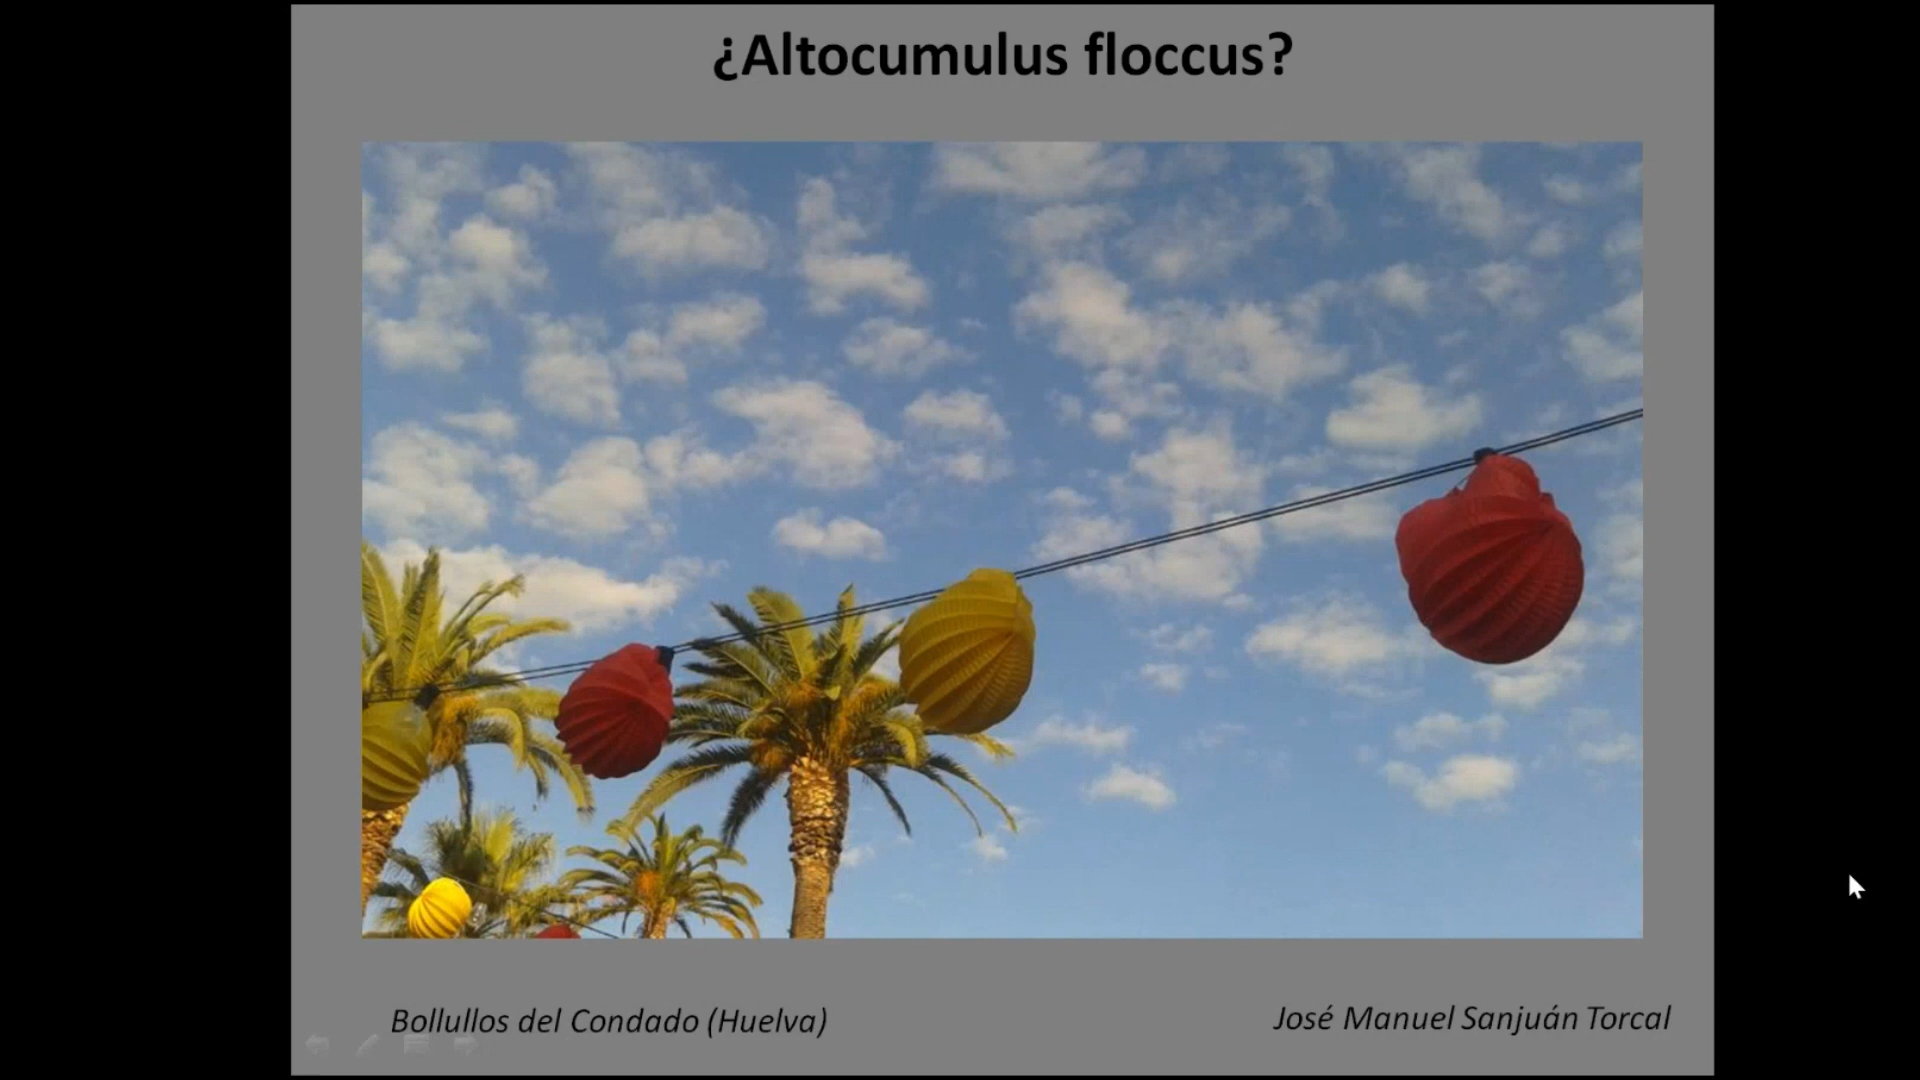 ¿Altocumulus floccus?
Bollullos del Condado (Huelva)
José Manuel Sanjuán Torcal